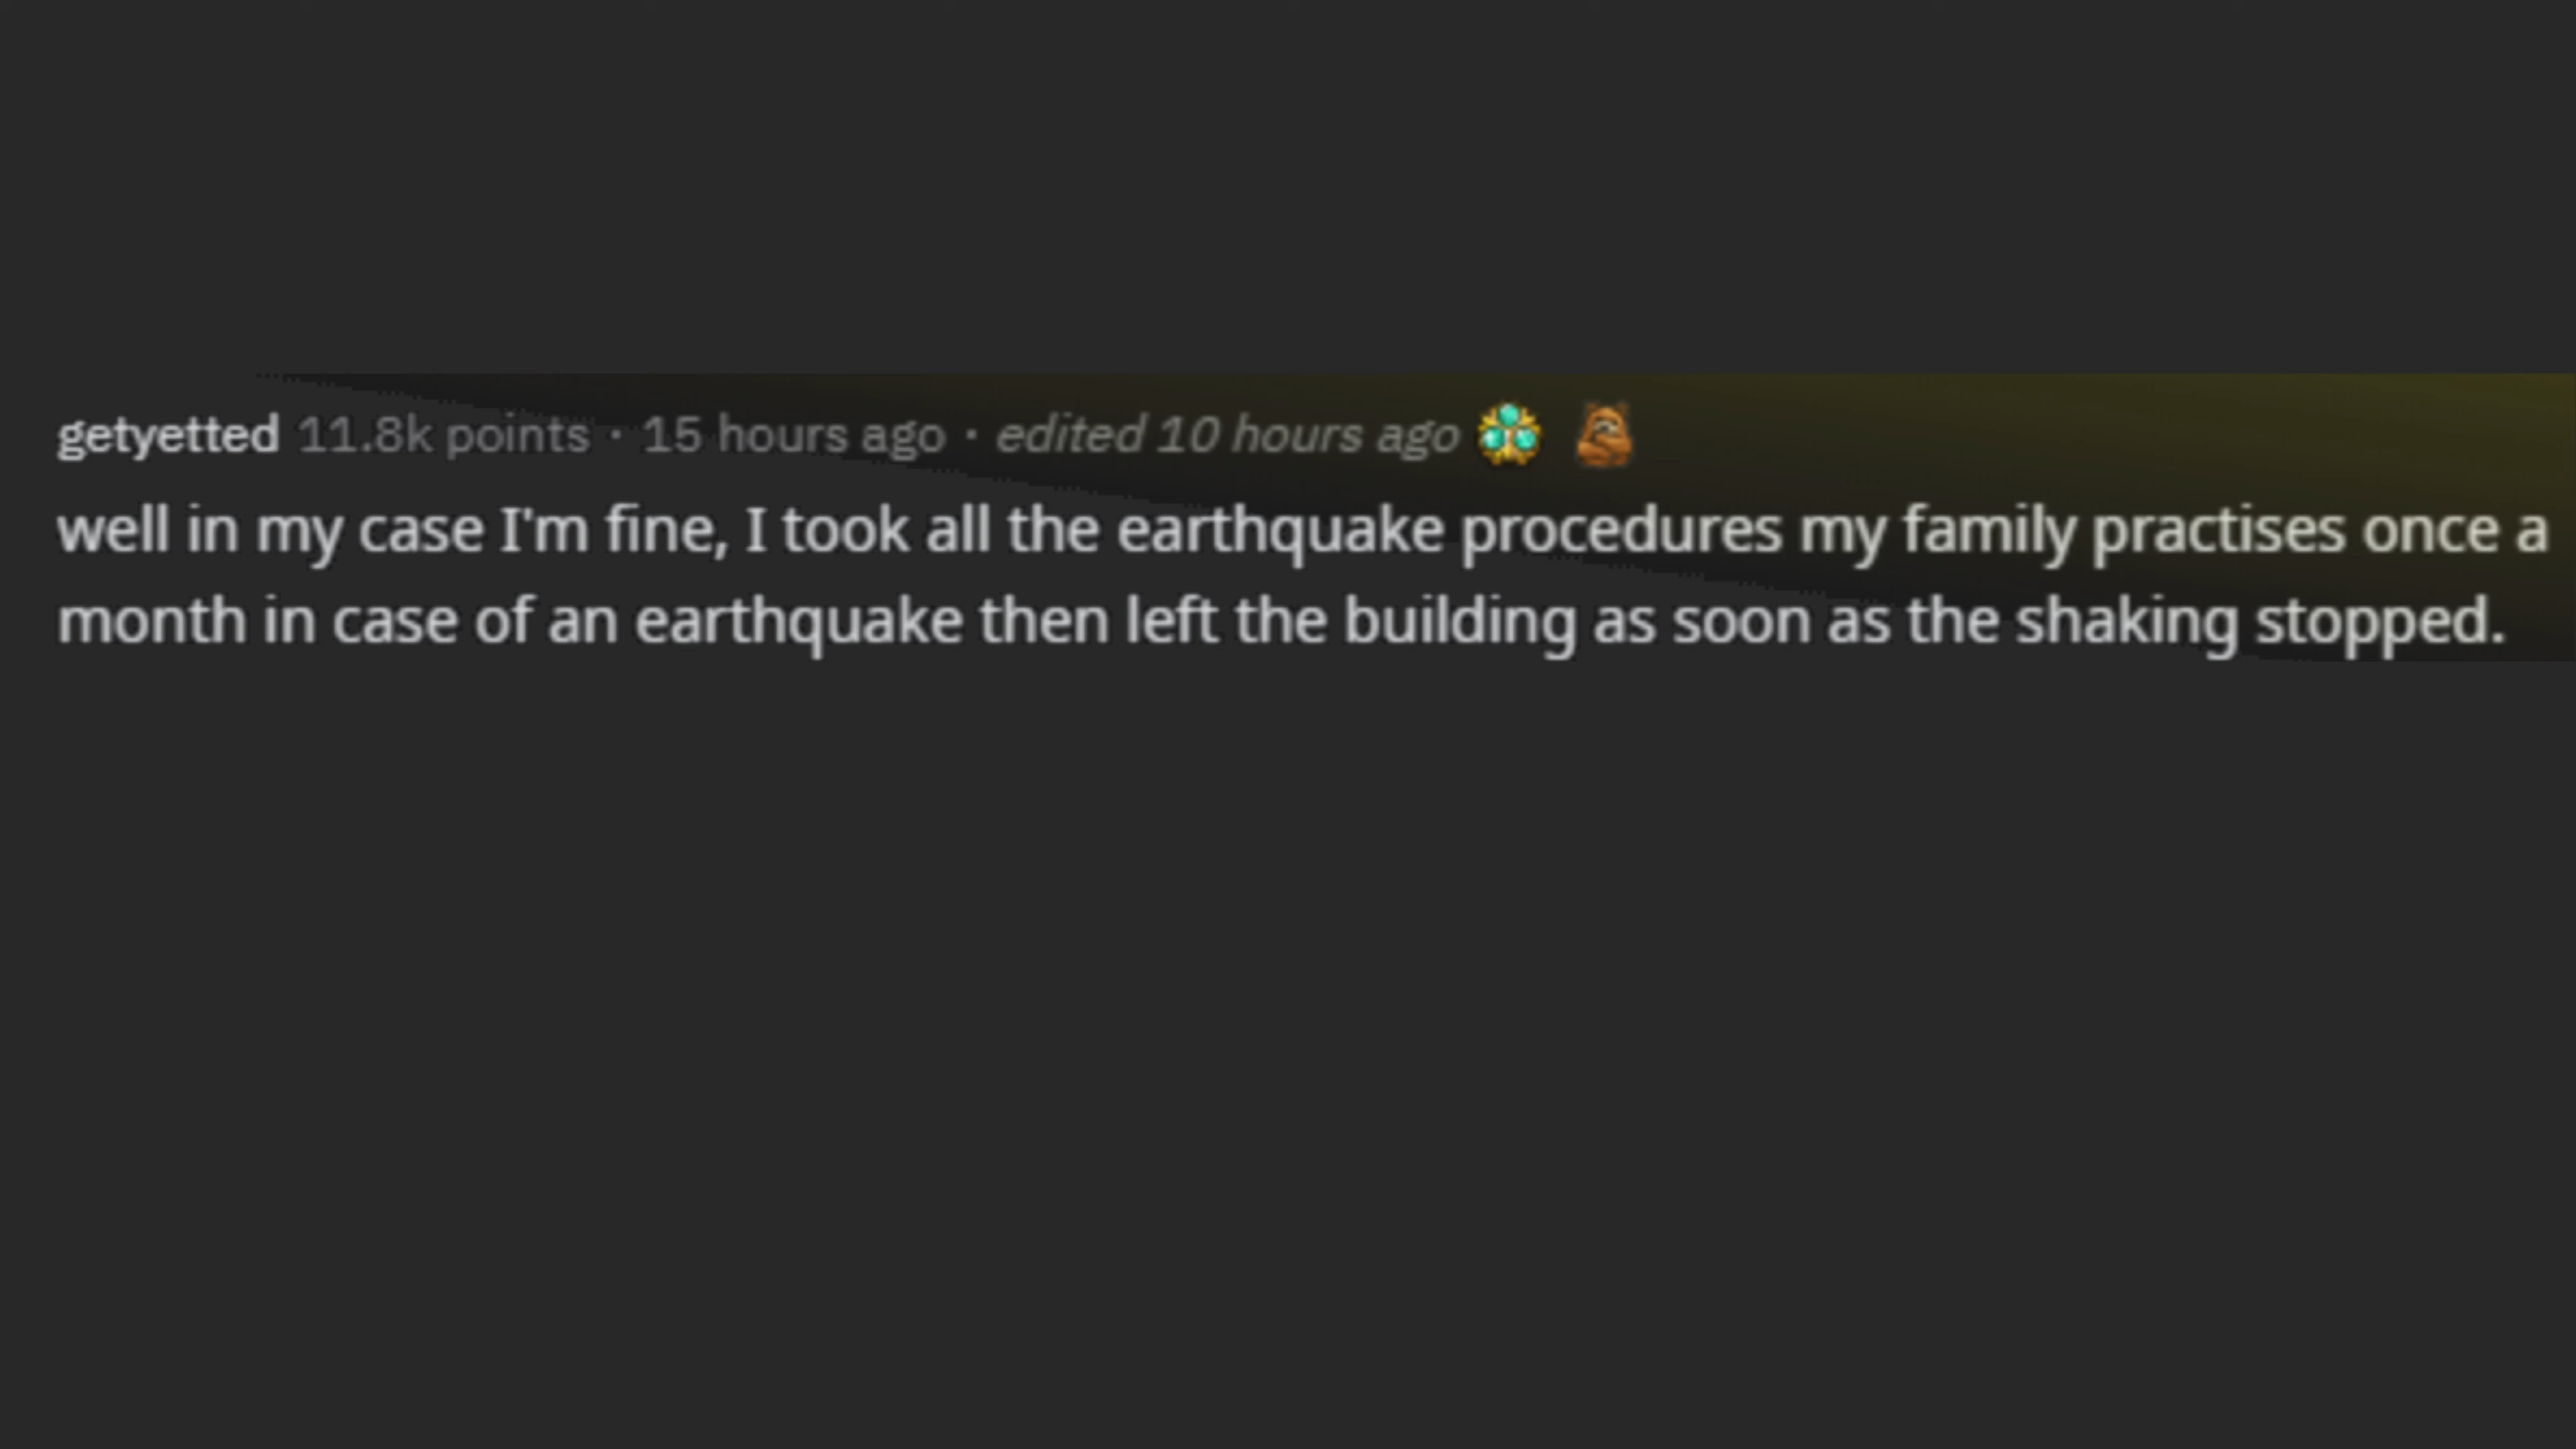 getyetted 11.8k points · 15 hours ago · edited 10 hours ago
well in my case I'm fine, I took all the earthquake procedures my family practises once a
month in case of an earthquake then left the building as soon as the shaking stopped.